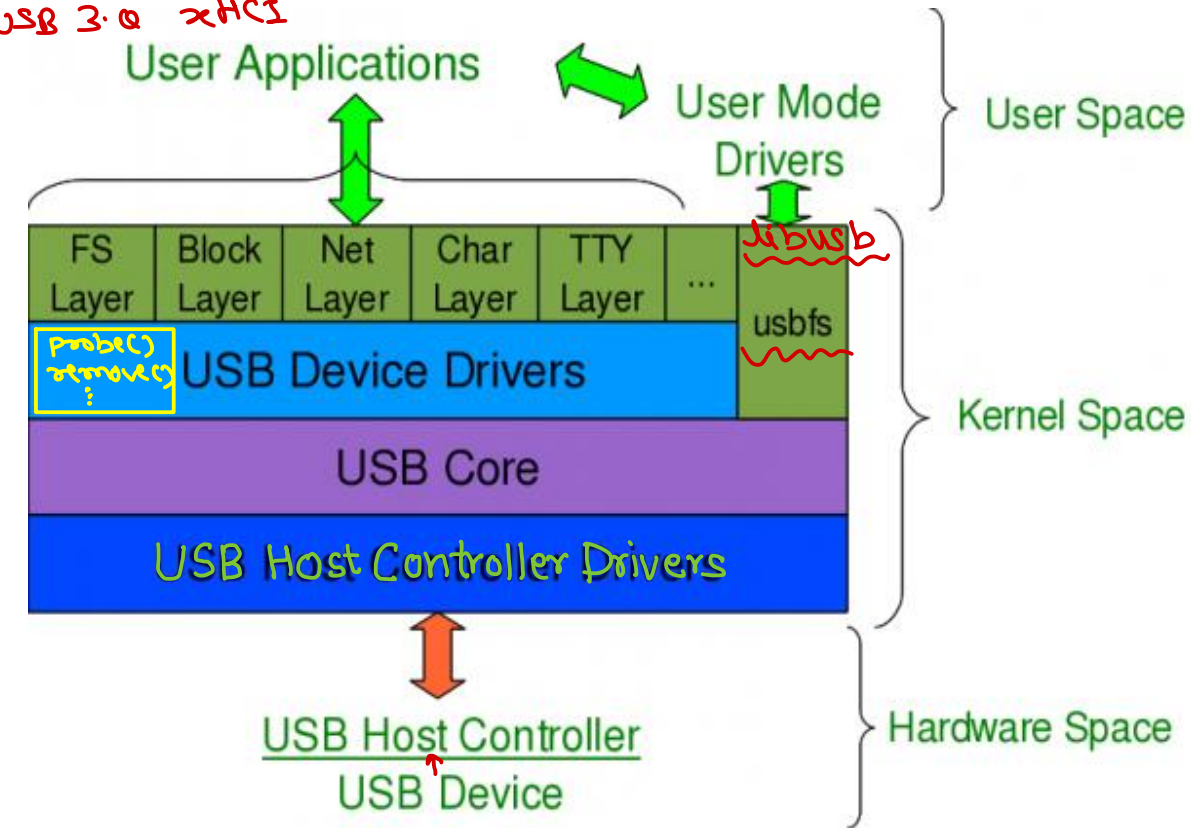 USB 3.0 xHCI
User Applications
User Mode
Drivers
User Space
FS
Layer
Block
Layer
Net
Layer
Char
Layer
TTY
Layer
...
libusb
usbfs
probe()
remove()
⋮
USB Device Drivers
Kernel Space
USB Core
USB Host Controller Drivers
USB Host Controller
USB Device
Hardware Space